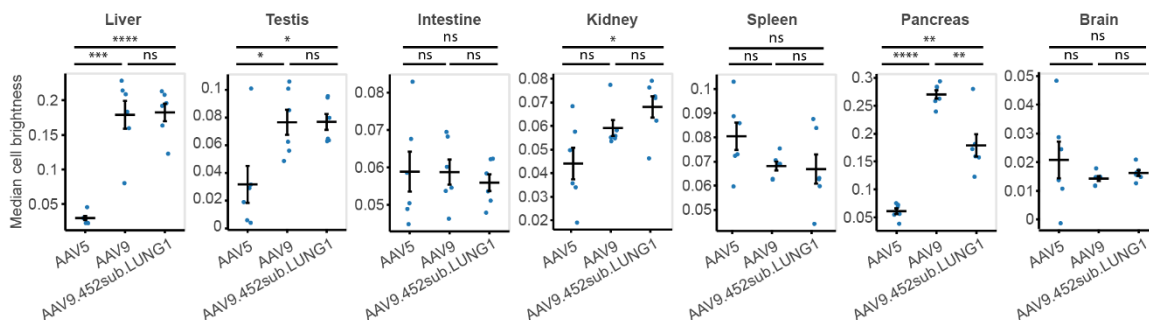 Liver
****
*** ns
Median cell brightness
0.2
0.15
0.1
0.05
AAV5
AAV9
AAV9.452sub.LUNG1
Testis
*
* ns
0.1
0.08
0.06
0.04
0.02
0
AAV5
AAV9
AAV9.452sub.LUNG1
Intestine
ns
ns ns
0.08
0.07
0.06
0.05
AAV5
AAV9
AAV9.452sub.LUNG1
Kidney
*
ns ns
0.08
0.07
0.06
0.05
0.04
0.03
0.02
AAV5
AAV9
AAV9.452sub.LUNG1
Spleen
ns
ns ns
0.1
0.09
0.08
0.07
0.06
0.05
AAV5
AAV9
AAV9.452sub.LUNG1
Pancreas
**
**** **
0.3
0.25
0.2
0.15
0.1
0.05
AAV5
AAV9
AAV9.452sub.LUNG1
Brain
ns
ns ns
0.05
0.04
0.03
0.02
0.01
0
AAV5
AAV9
AAV9.452sub.LUNG1